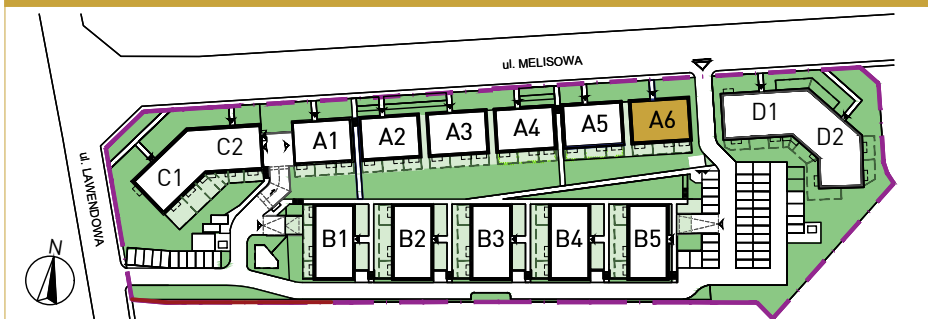 ul. MELISOWA
ul. LAWENDOWA
C1
C2
A1
A2
A3
A4
A5
A6
D1
D2
B1
B2
B3
B4
B5
N